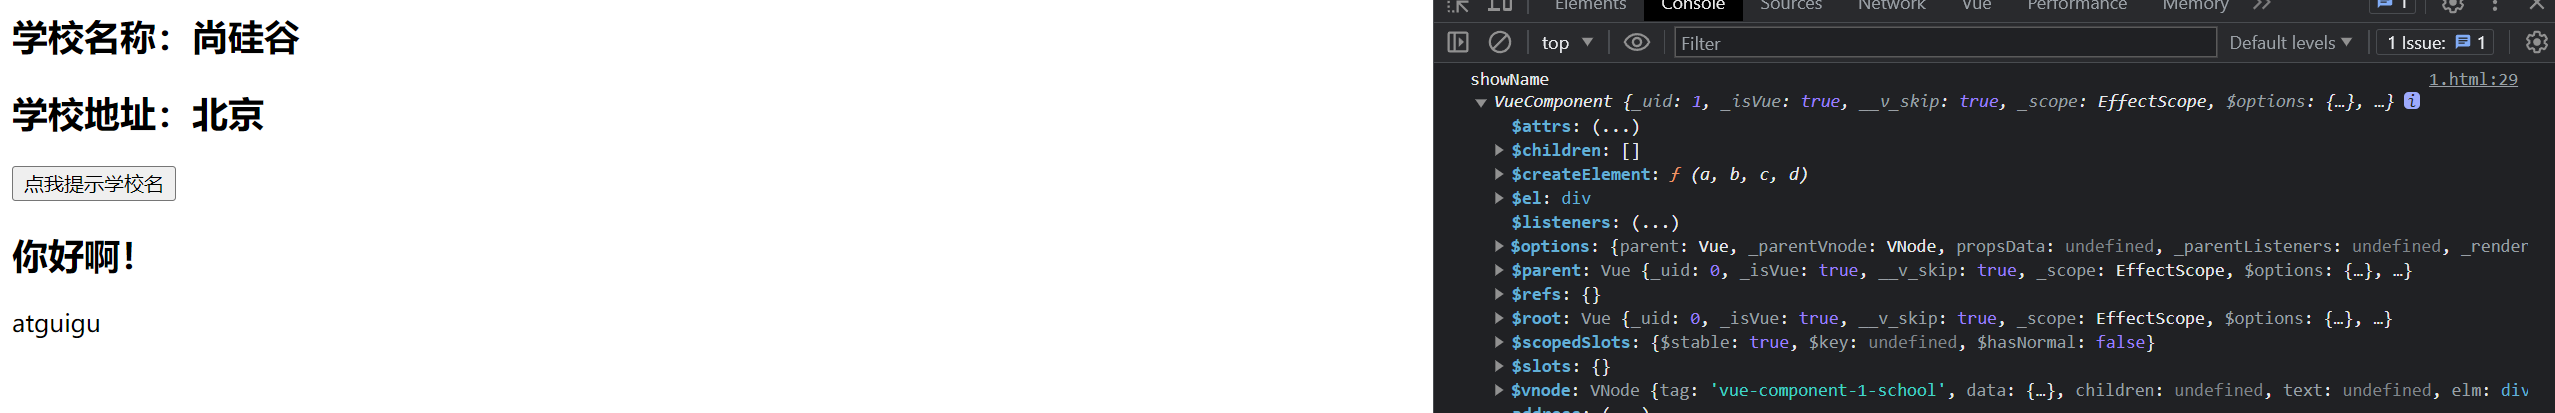 学校名称：尚硅谷
学校地址：北京
点我提示学校名
你好啊！
atguigu
Elements Console Sources Network Vue Performance Memory 1
top Filter Default levels 1 Issue: 1
showName 1.html:29
VueComponent {_uid: 1, _isVue: true, __v_skip: true, _scope: EffectScope, $options: {…}, …}
$attrs: (...)
$children: []
$createElement: ƒ (a, b, c, d)
$el: div
$listeners: (...)
$options: {parent: Vue, _parentVnode: VNode, propsData: undefined, _parentListeners: undefined, _render
$parent: Vue {_uid: 0, _isVue: true, __v_skip: true, _scope: EffectScope, $options: {…}, …}
$refs: {}
$root: Vue {_uid: 0, _isVue: true, __v_skip: true, _scope: EffectScope, $options: {…}, …}
$scopedSlots: {$stable: true, $key: undefined, $hasNormal: false}
$slots: {}
$vnode: VNode {tag: 'vue-component-1-school', data: {…}, children: undefined, text: undefined, elm: div